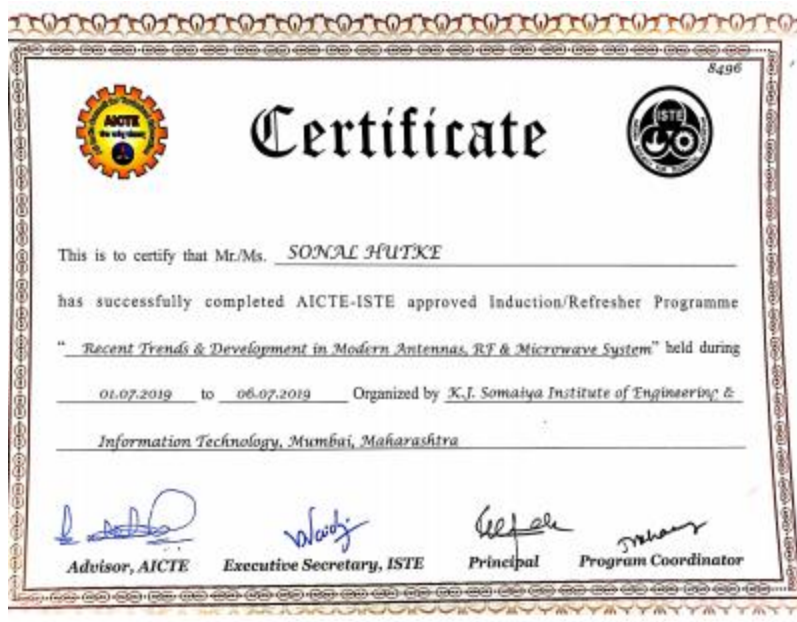 8496
AICTE
ISTE
Certificate
This is to certify that Mr./Ms. SONAL HUTKE
has successfully completed AICTE-ISTE approved Induction/Refresher Programme
“ Recent Trends & Development in Modern Antennas, RF & Microwave System” held during
01.07.2019 to 06.07.2019 Organized by K.J. Somaiya Institute of Engineering &
Information Technology, Mumbai, Maharashtra
Advisor, AICTE Executive Secretary, ISTE Principal Program Coordinator